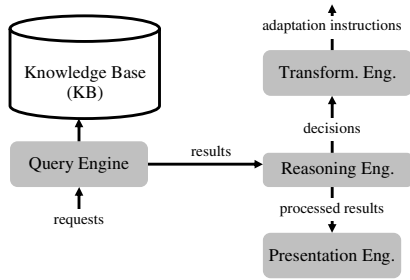 adaptation instructions
Knowledge Base
(KB)
Transform. Eng.
decisions
Query Engine
results
Reasoning Eng.
requests
processed results
Presentation Eng.